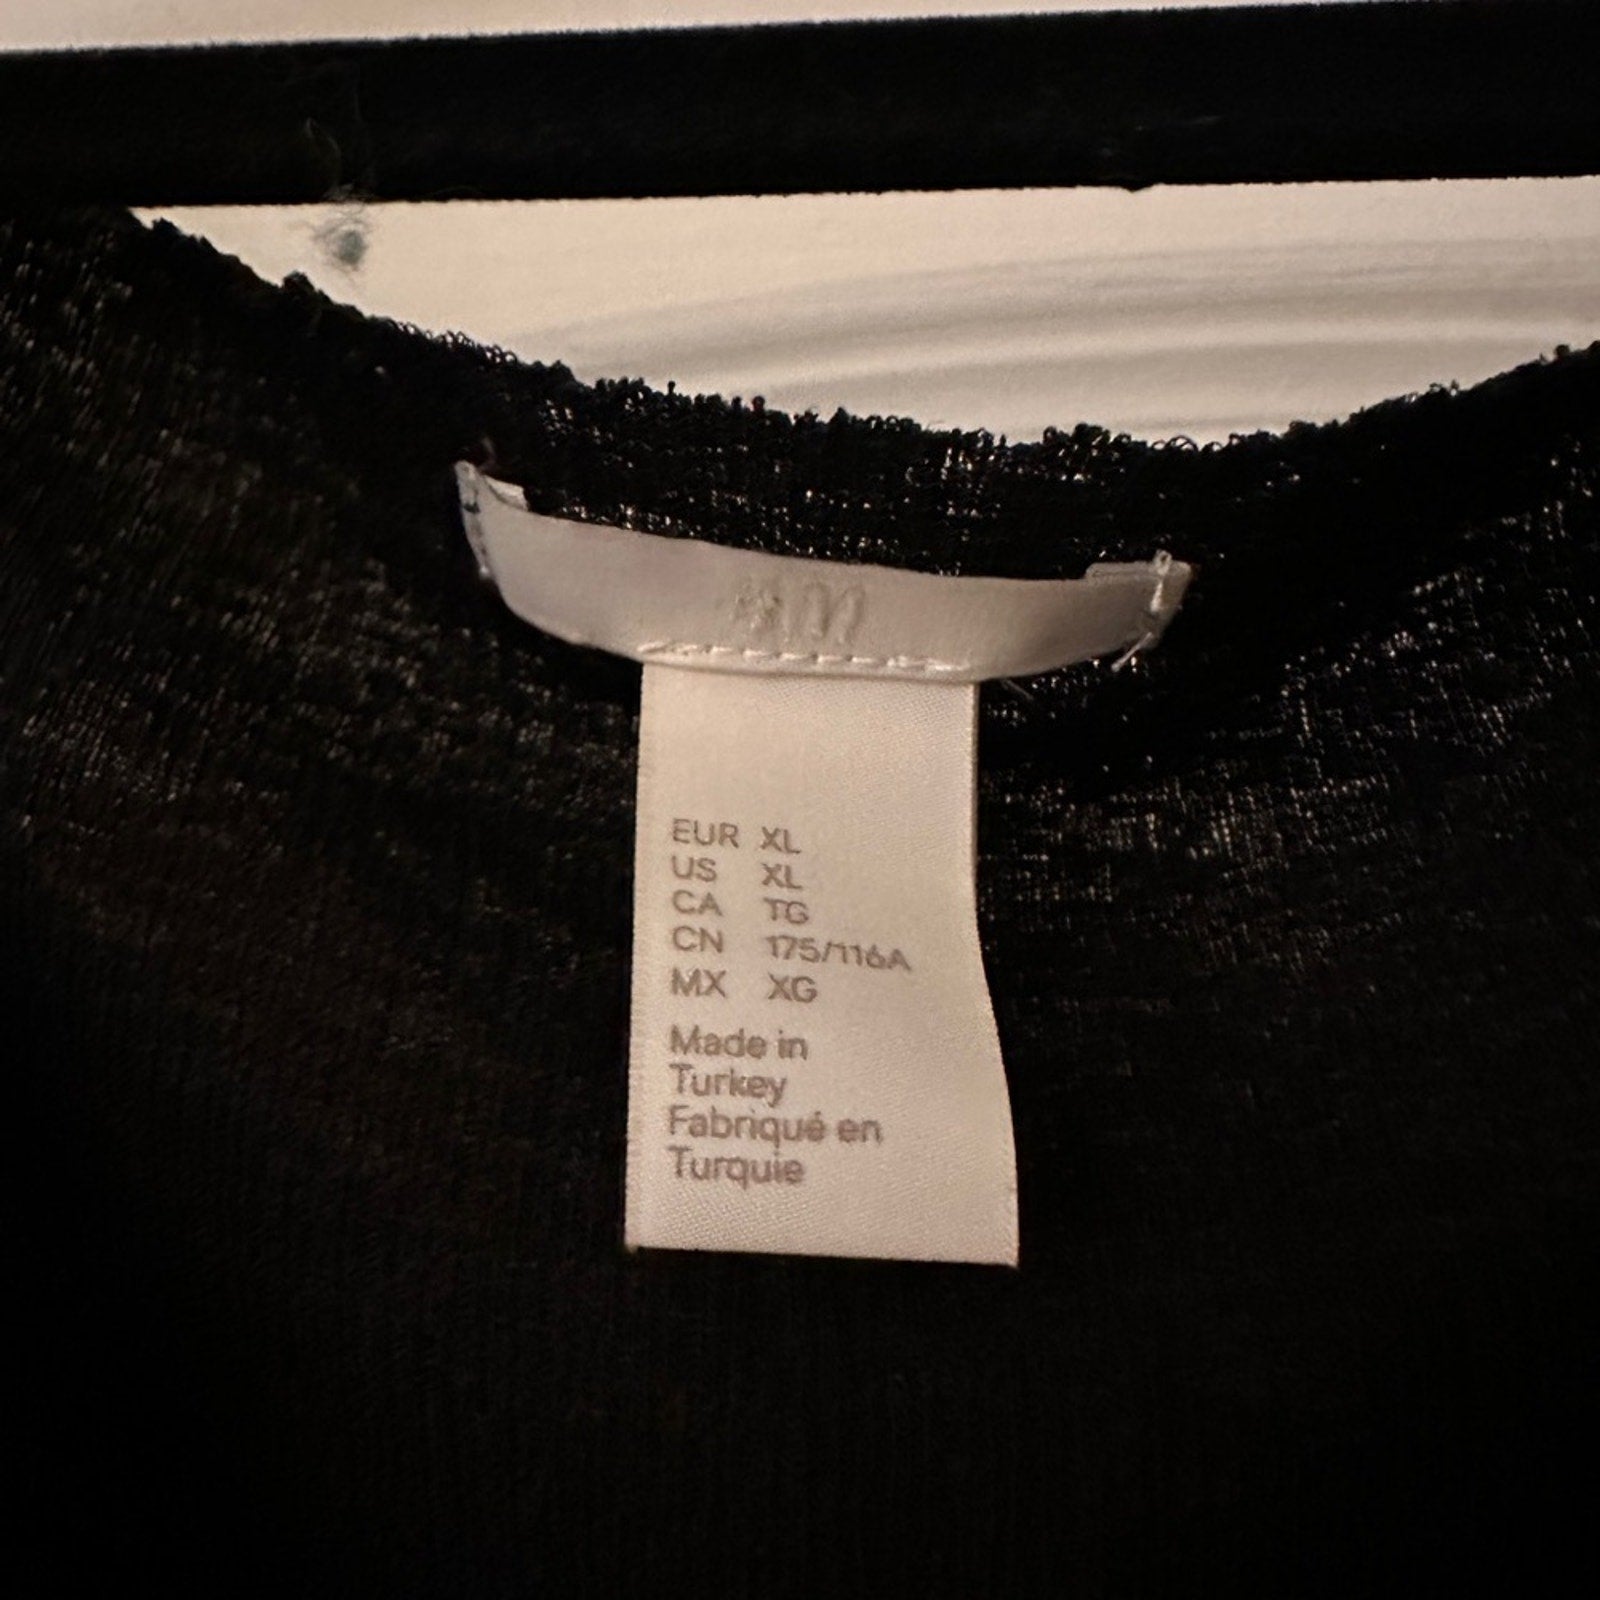 H&M
EUR XL
US XL
CA TG
CN 175/116A
MX XG
Made in
Turkey
Fabriqué en
Turquie